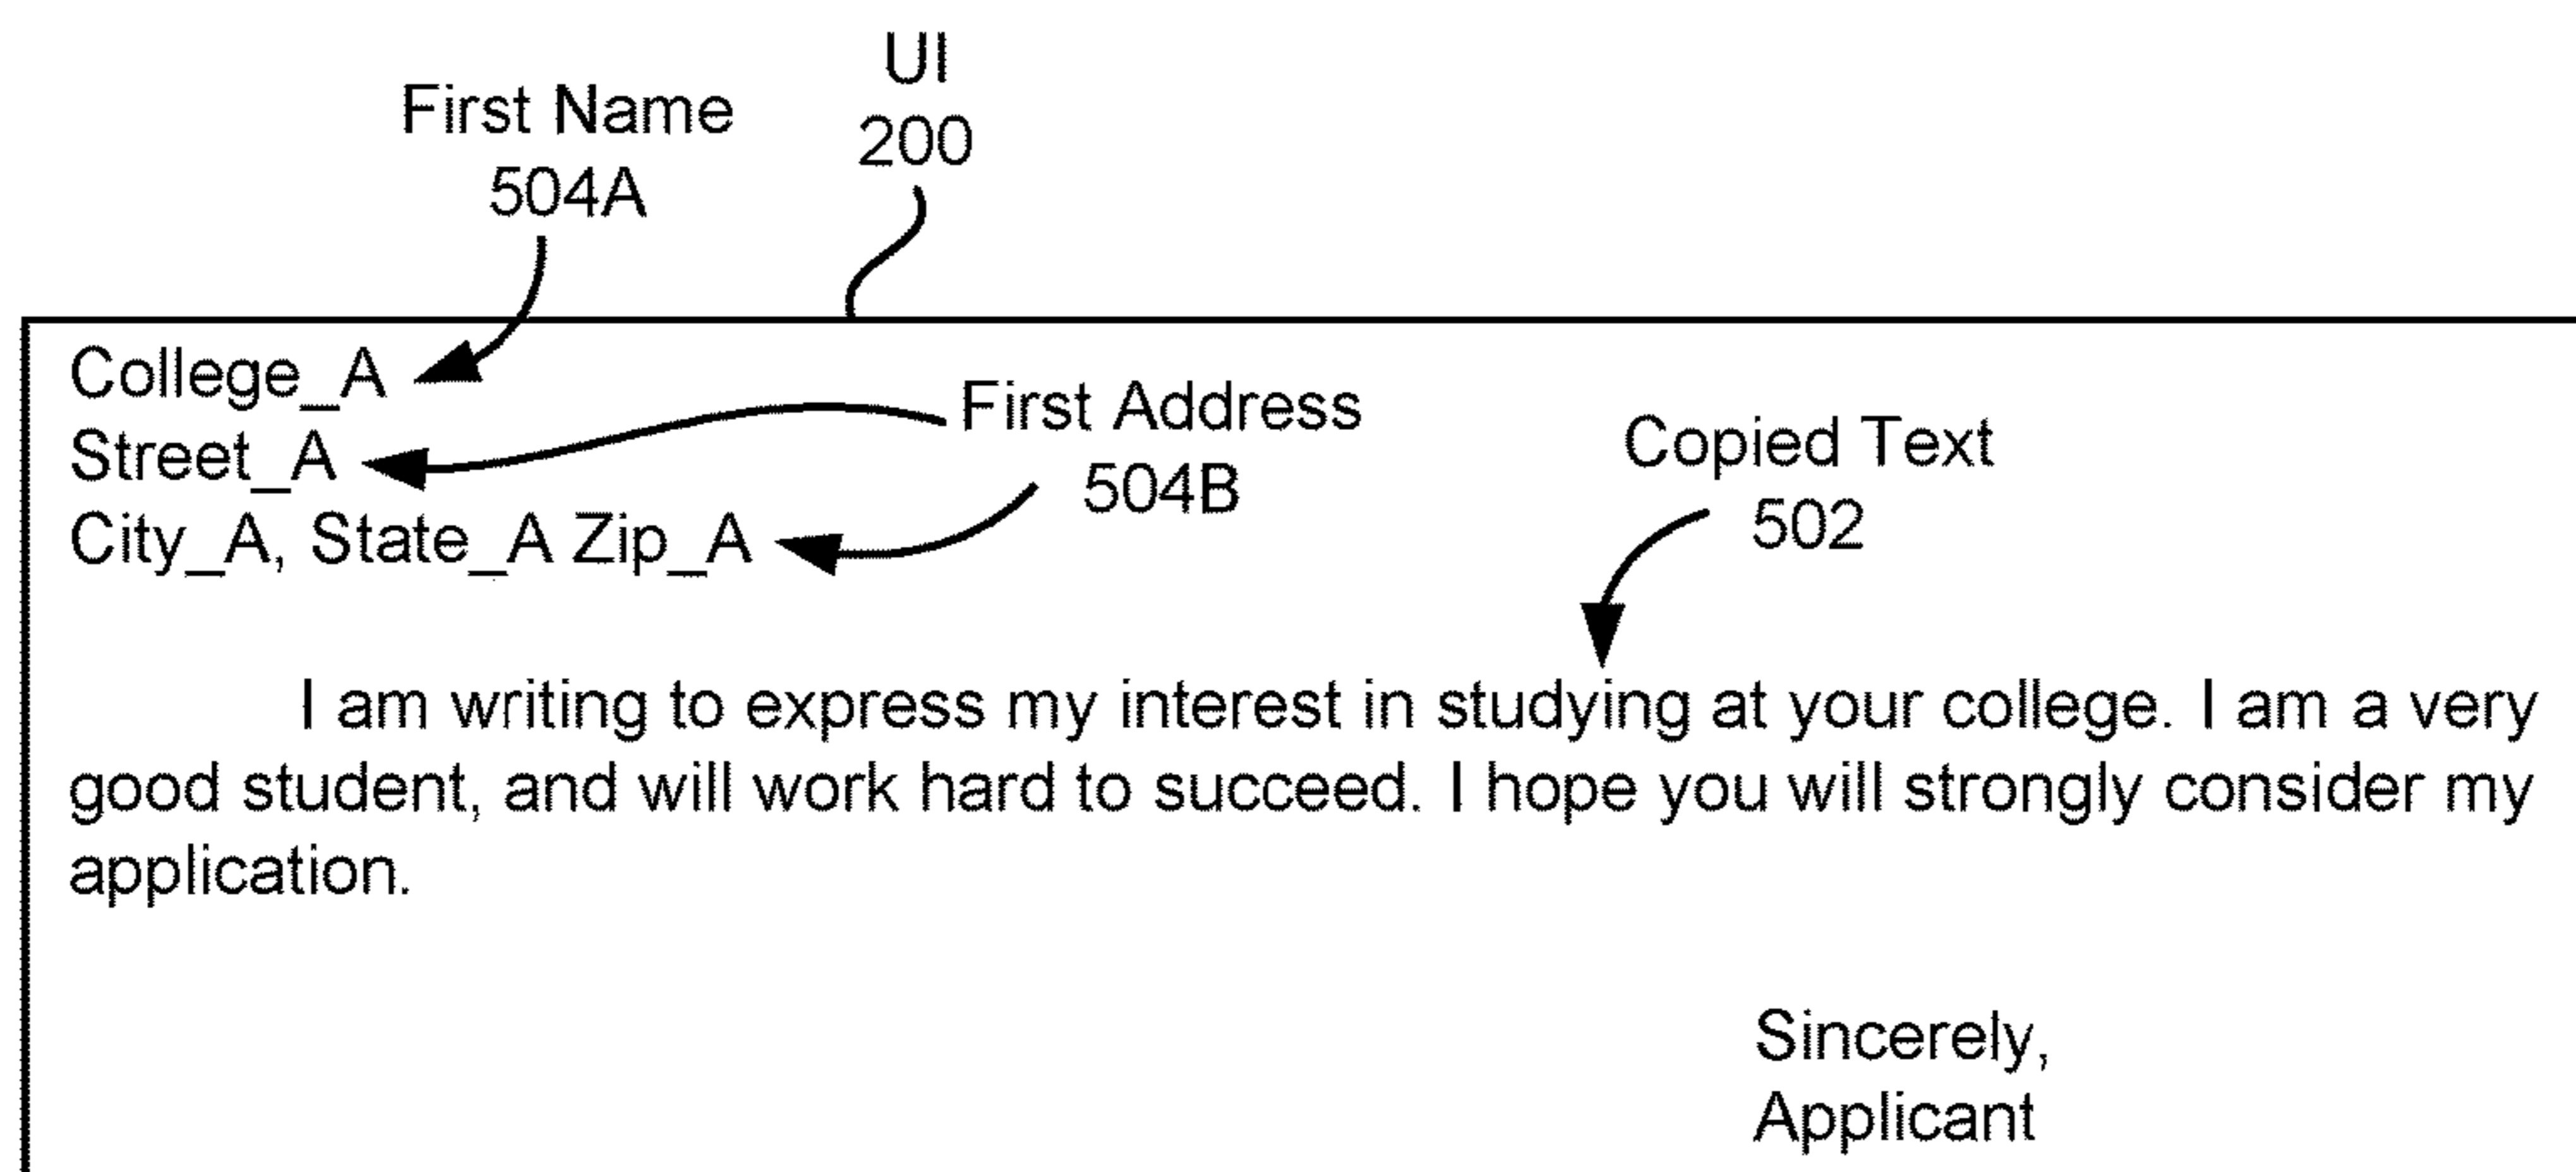 UI
200
First Name
504A
College_A
Street_A
City_A, State_A Zip_A
First Address
504B
Copied Text
502
I am writing to express my interest in studying at your college. I am a very
good student, and will work hard to succeed. I hope you will strongly consider my
application.
Sincerely,
Applicant